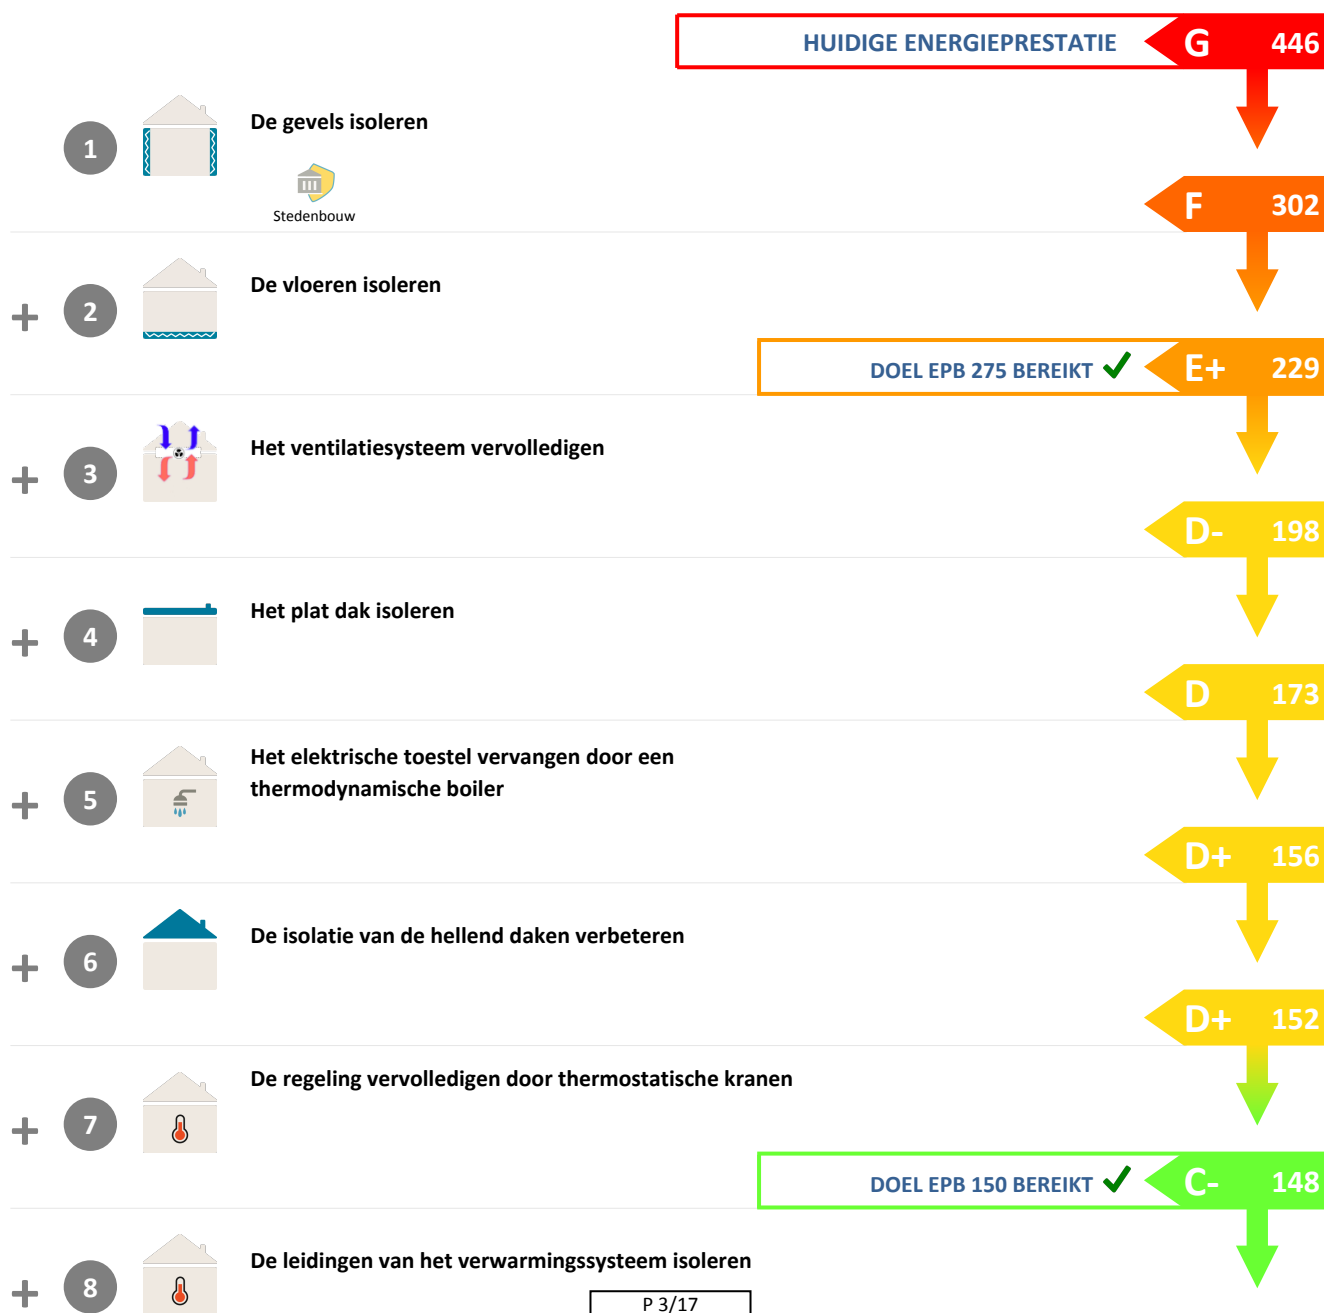 HUIDIGE ENERGIEPRESTATIE G 446
1 De gevels isoleren
Stedenbouw
F 302
+ 2 De vloeren isoleren
DOEL EPB 275 BEREIKT ✓ E+ 229
+ 3 Het ventilatiesysteem vervolledigen
D- 198
+ 4 Het plat dak isoleren
D 173
+ 5 Het elektrische toestel vervangen door een
thermodynamische boiler
D+ 156
+ 6 De isolatie van de hellend daken verbeteren
D+ 152
+ 7 De regeling vervolledigen door thermostatische kranen
DOEL EPB 150 BEREIKT ✓ C- 148
+ 8 De leidingen van het verwarmingssysteem isoleren
P 3/17